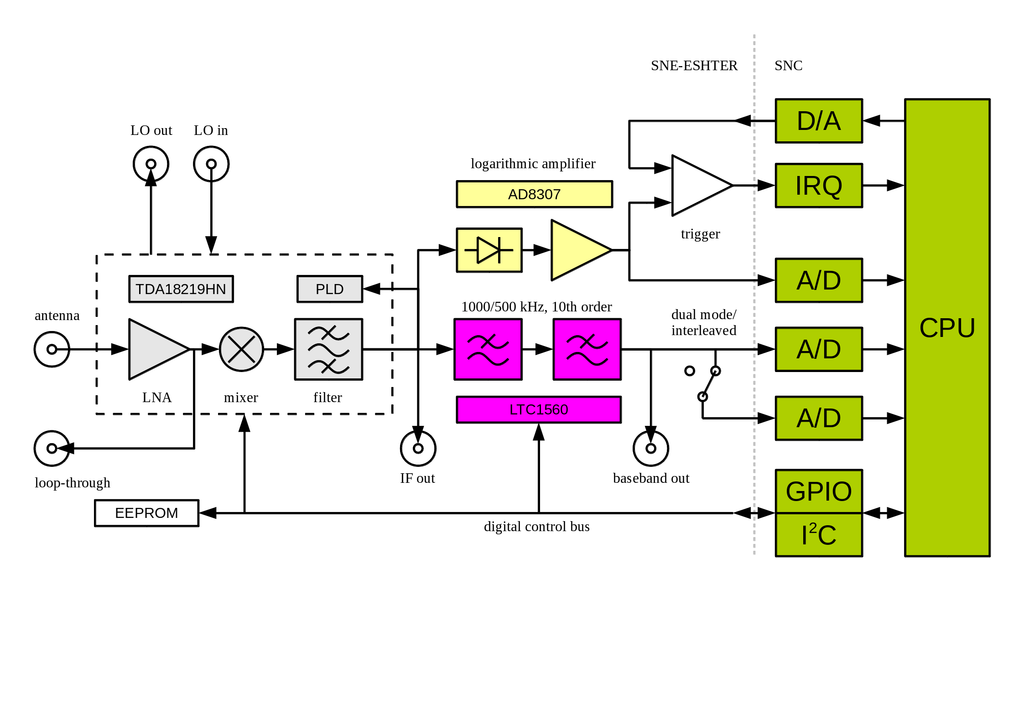 SNE-ESHTER
SNC
LO out
LO in
D/A
logarithmic amplifier
AD8307
IRQ
trigger
TDA18219HN
PLD
A/D
antenna
1000/500 kHz, 10th order
dual mode/
interleaved
CPU
A/D
LNA
mixer
filter
LTC1560
A/D
loop-through
IF out
baseband out
GPIO
EEPROM
digital control bus
I²C